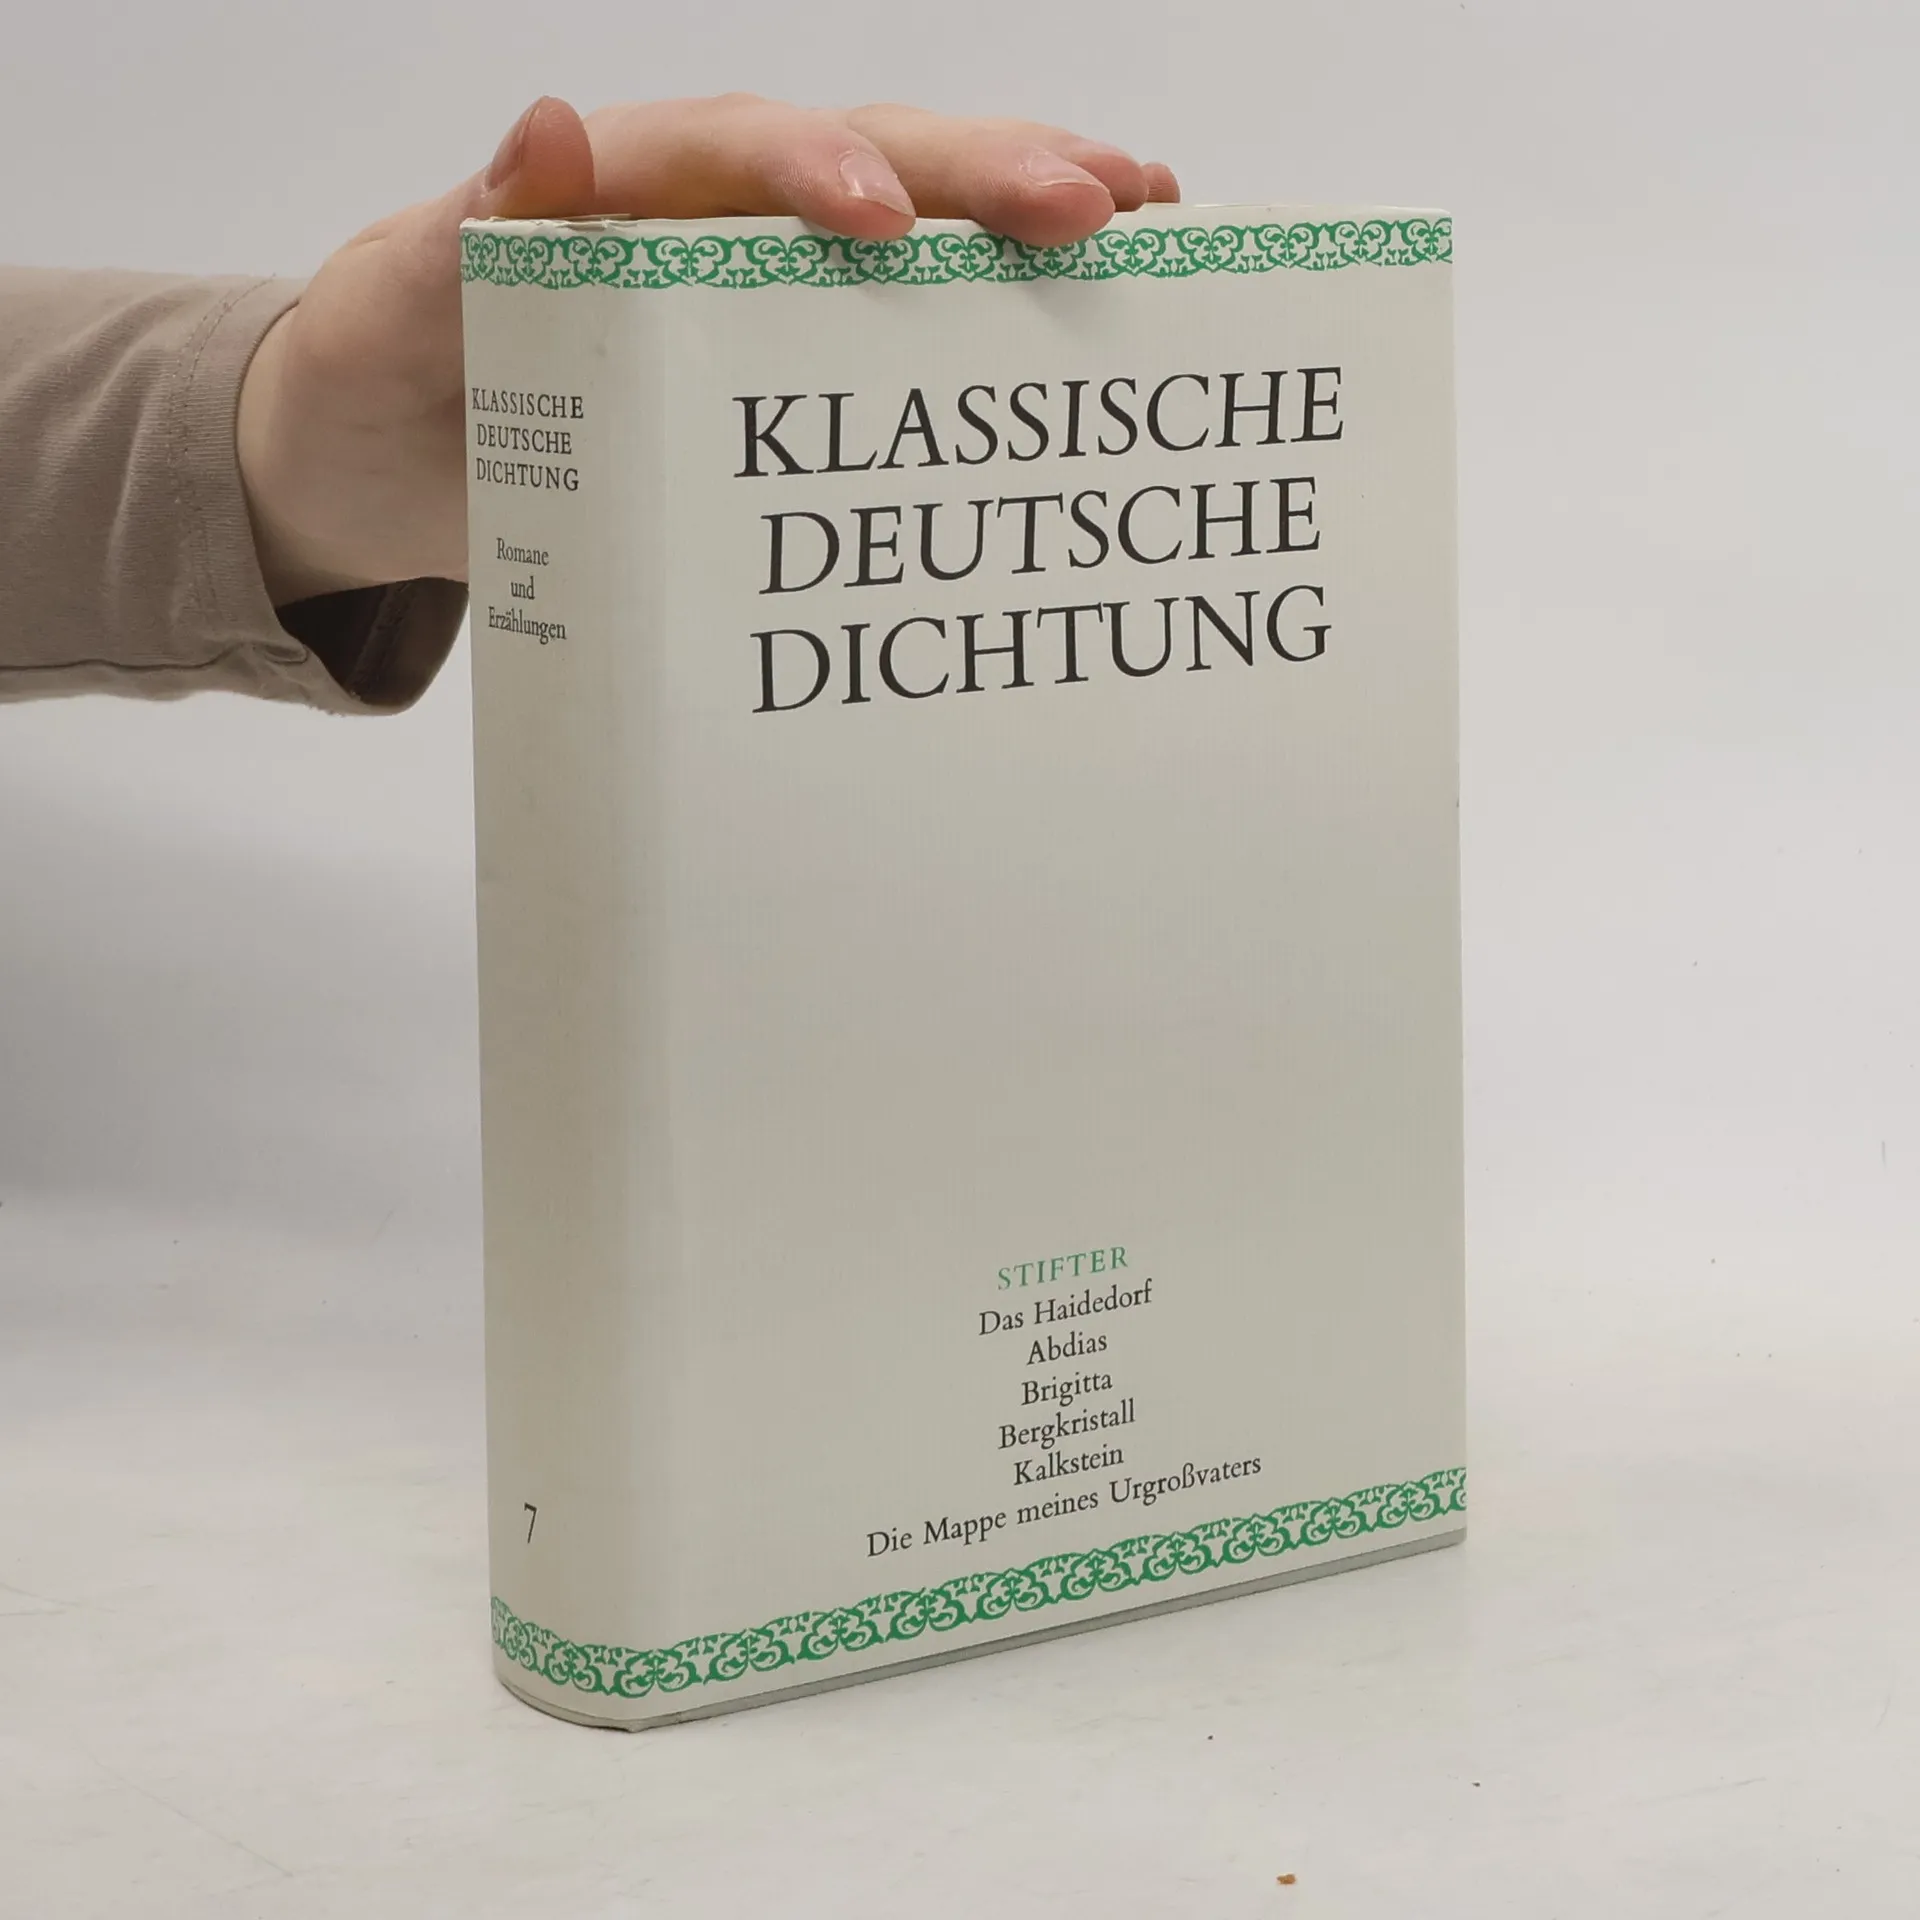 KLASSISCHE
DEUTSCHE
DICHTUNG
Romane
und
Erzählungen
7
KLASSISCHE
DEUTSCHE
DICHTUNG
STIFTER
Das Haidedorf
Abdias
Brigitta
Bergkristall
Kalkstein
Die Mappe meines Urgroßvaters